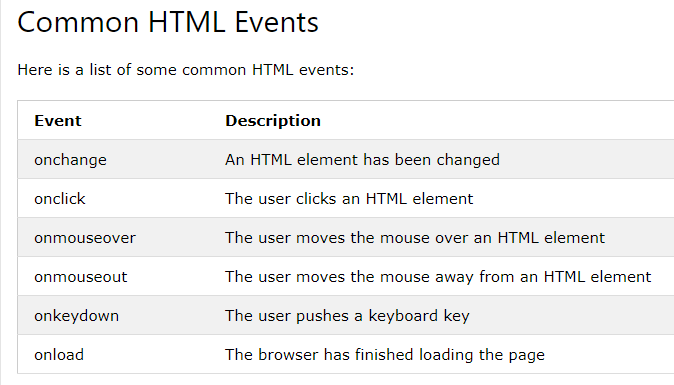 Common HTML Events
Here is a list of some common HTML events:
Event Description
onchange An HTML element has been changed
onclick The user clicks an HTML element
onmouseover The user moves the mouse over an HTML element
onmouseout The user moves the mouse away from an HTML element
onkeydown The user pushes a keyboard key
onload The browser has finished loading the page